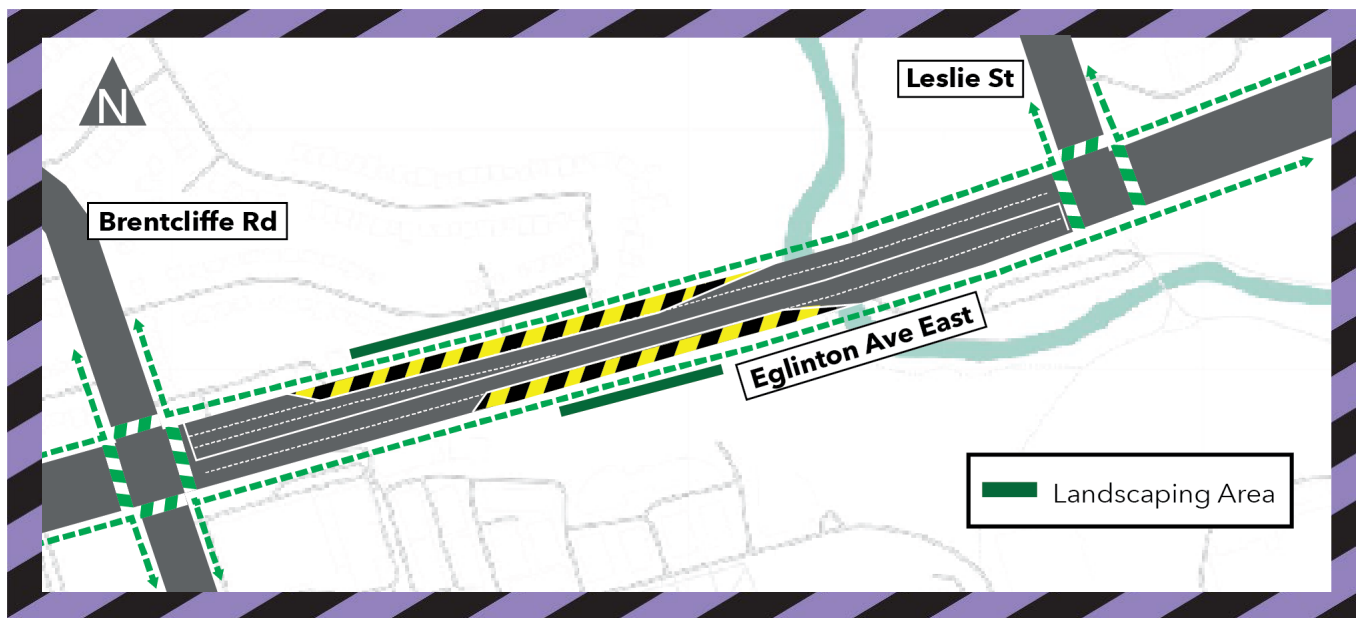 N
Leslie St
Brentcliffe Rd
Eglinton Ave East
Landscaping Area